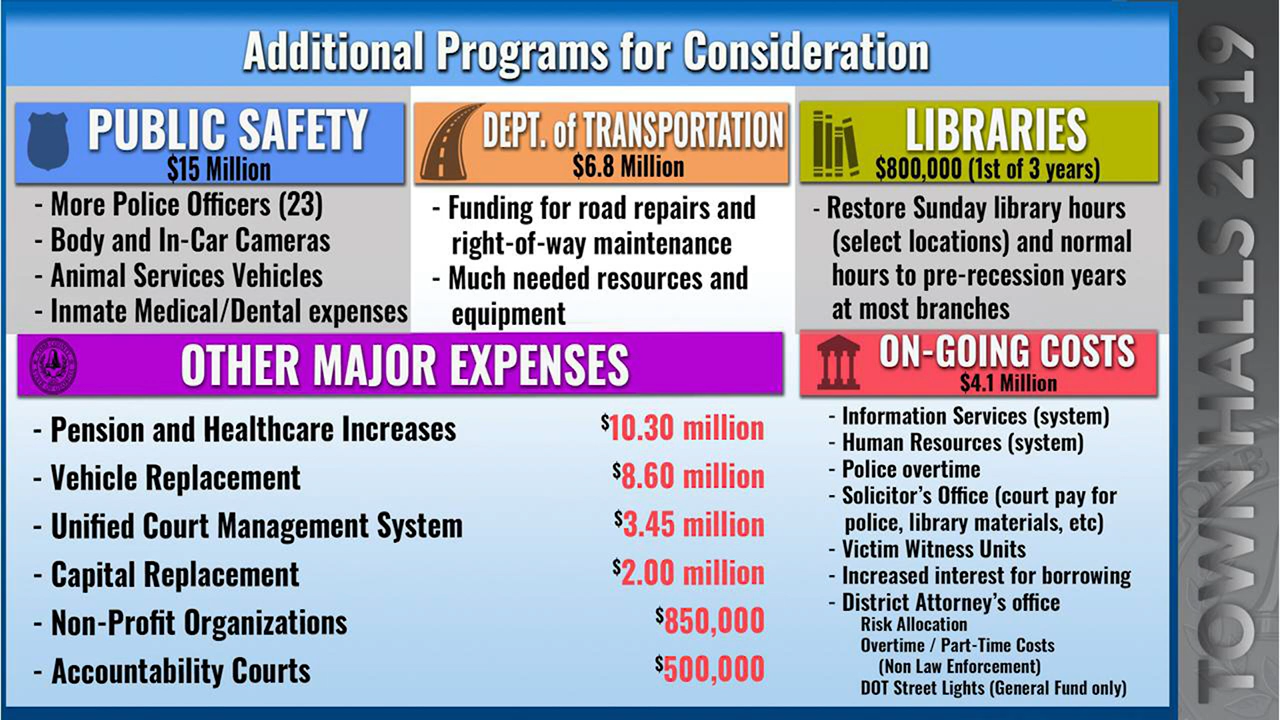 Additional Programs for Consideration
PUBLIC SAFETY
$15 Million
- More Police Officers (23)
- Body and In-Car Cameras
- Animal Services Vehicles
- Inmate Medical/Dental expenses
DEPT. of TRANSPORTATION
$6.8 Million
- Funding for road repairs and
right-of-way maintenance
- Much needed resources and
equipment
LIBRARIES
$800,000 (1st of 3 years)
- Restore Sunday library hours
(select locations) and normal
hours to pre-recession years
at most branches
OTHER MAJOR EXPENSES
- Pension and Healthcare Increases $10.30 million
- Vehicle Replacement $8.60 million
- Unified Court Management System $3.45 million
- Capital Replacement $2.00 million
- Non-Profit Organizations $850,000
- Accountability Courts $500,000
ON-GOING COSTS
$4.1 Million
- Information Services (system)
- Human Resources (system)
- Police overtime
- Solicitor's Office (court pay for
police, library materials, etc)
- Victim Witness Units
- Increased interest for borrowing
- District Attorney's office
Risk Allocation
Overtime / Part-Time Costs
(Non Law Enforcement)
DOT Street Lights (General Fund only)
TOWN HALLS 2019